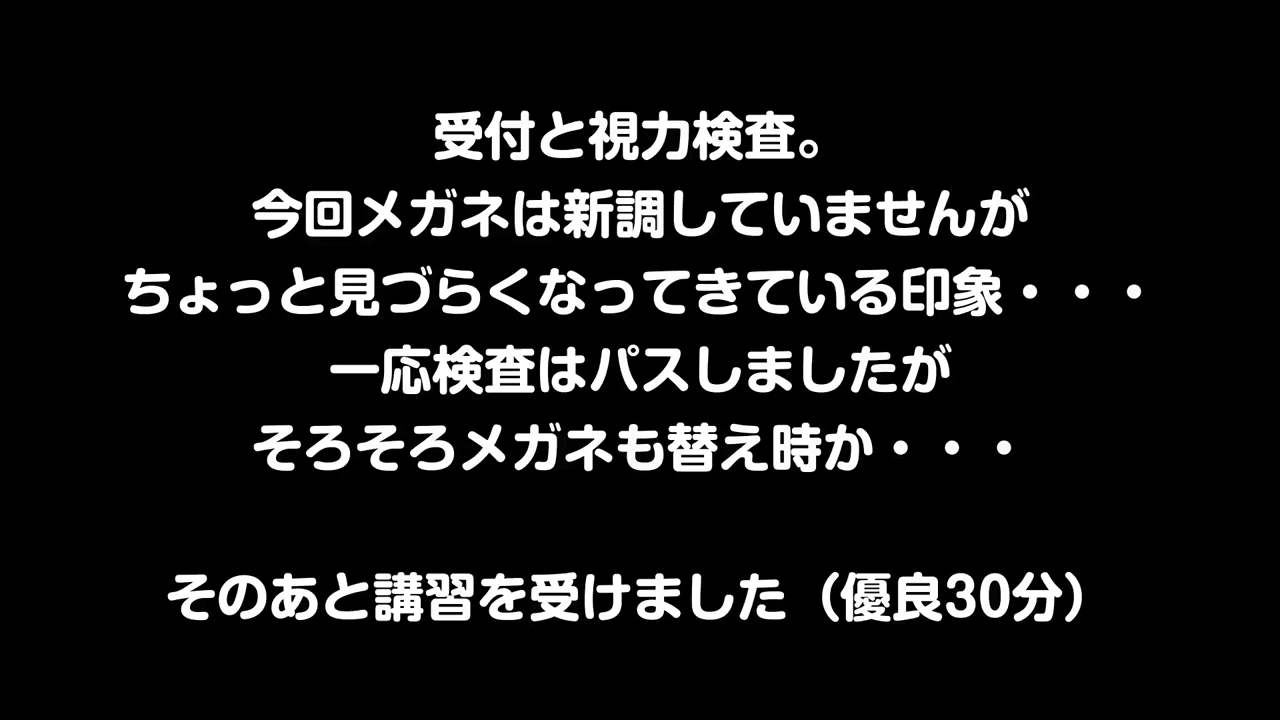 受付と視力検査。
今回メガネは新調していませんが
ちょっと見づらくなってきている印象・・・
一応検査はパスしましたが
そろそろメガネも替え時か・・・
そのあと講習を受けました（優良30分）